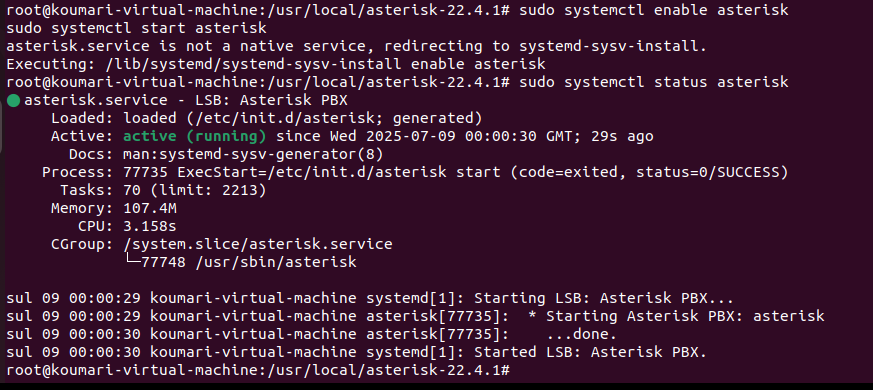 root@koumari-virtual-machine:/usr/local/asterisk-22.4.1# sudo systemctl enable asterisk
sudo systemctl start asterisk
asterisk.service is not a native service, redirecting to systemd-sysv-install.
Executing: /lib/systemd/systemd-sysv-install enable asterisk
root@koumari-virtual-machine:/usr/local/asterisk-22.4.1# sudo systemctl status asterisk
● asterisk.service - LSB: Asterisk PBX
     Loaded: loaded (/etc/init.d/asterisk; generated)
     Active: active (running) since Wed 2025-07-09 00:00:30 GMT; 29s ago
       Docs: man:systemd-sysv-generator(8)
    Process: 77735 ExecStart=/etc/init.d/asterisk start (code=exited, status=0/SUCCESS)
      Tasks: 70 (limit: 2213)
     Memory: 107.4M
        CPU: 3.158s
     CGroup: /system.slice/asterisk.service
             └─77748 /usr/sbin/asterisk
sul 09 00:00:29 koumari-virtual-machine systemd[1]: Starting LSB: Asterisk PBX...
sul 09 00:00:29 koumari-virtual-machine asterisk[77735]:  * Starting Asterisk PBX: asterisk
sul 09 00:00:30 koumari-virtual-machine asterisk[77735]:    ...done.
sul 09 00:00:30 koumari-virtual-machine systemd[1]: Started LSB: Asterisk PBX.
root@koumari-virtual-machine:/usr/local/asterisk-22.4.1#